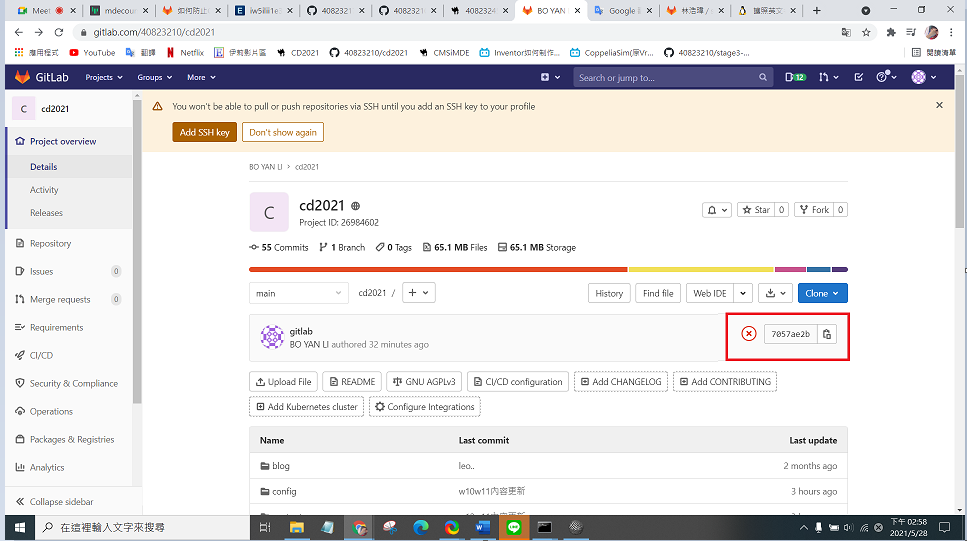 Meet
mdecour
如何防止
iw5iili1e
4082321
4082321
4082324
BO YAN
Google
林浩瑋 /
護照英文
gitlab.com/40823210/cd2021
應用程式
YouTube
翻譯
Netflix
伊莉影片區
CD2021
40823210/cd2021
CMSiMDE
Inventor如何制作...
CoppeliaSim(原Vr...
40823210/stage3-...
閱讀清單
GitLab
Projects
Groups
More
Search or jump to...
12
C
cd2021
You won't be able to pull or push repositories via SSH until you add an SSH key to your profile
Add SSH key
Don't show again
Project overview
Details
Activity
Releases
Repository
Issues 0
Merge requests 0
Requirements
CI/CD
Security & Compliance
Operations
Packages & Registries
Analytics
Collapse sidebar
BO YAN LI > cd2021
C
cd2021
Project ID: 26984602
Star 0
Fork 0
55 Commits
1 Branch
0 Tags
65.1 MB Files
65.1 MB Storage
main
cd2021 /
History
Find file
Web IDE
Clone
gitlab
BO YAN LI authored 32 minutes ago
7057ae2b
Upload File
README
GNU AGPLv3
CI/CD configuration
Add CHANGELOG
Add CONTRIBUTING
Add Kubernetes cluster
Configure Integrations
Name Last commit Last update
blog leo.. 2 months ago
config w10w11內容更新 3 hours ago
在這裡輸入文字來搜尋
下午 02:58
2021/5/28